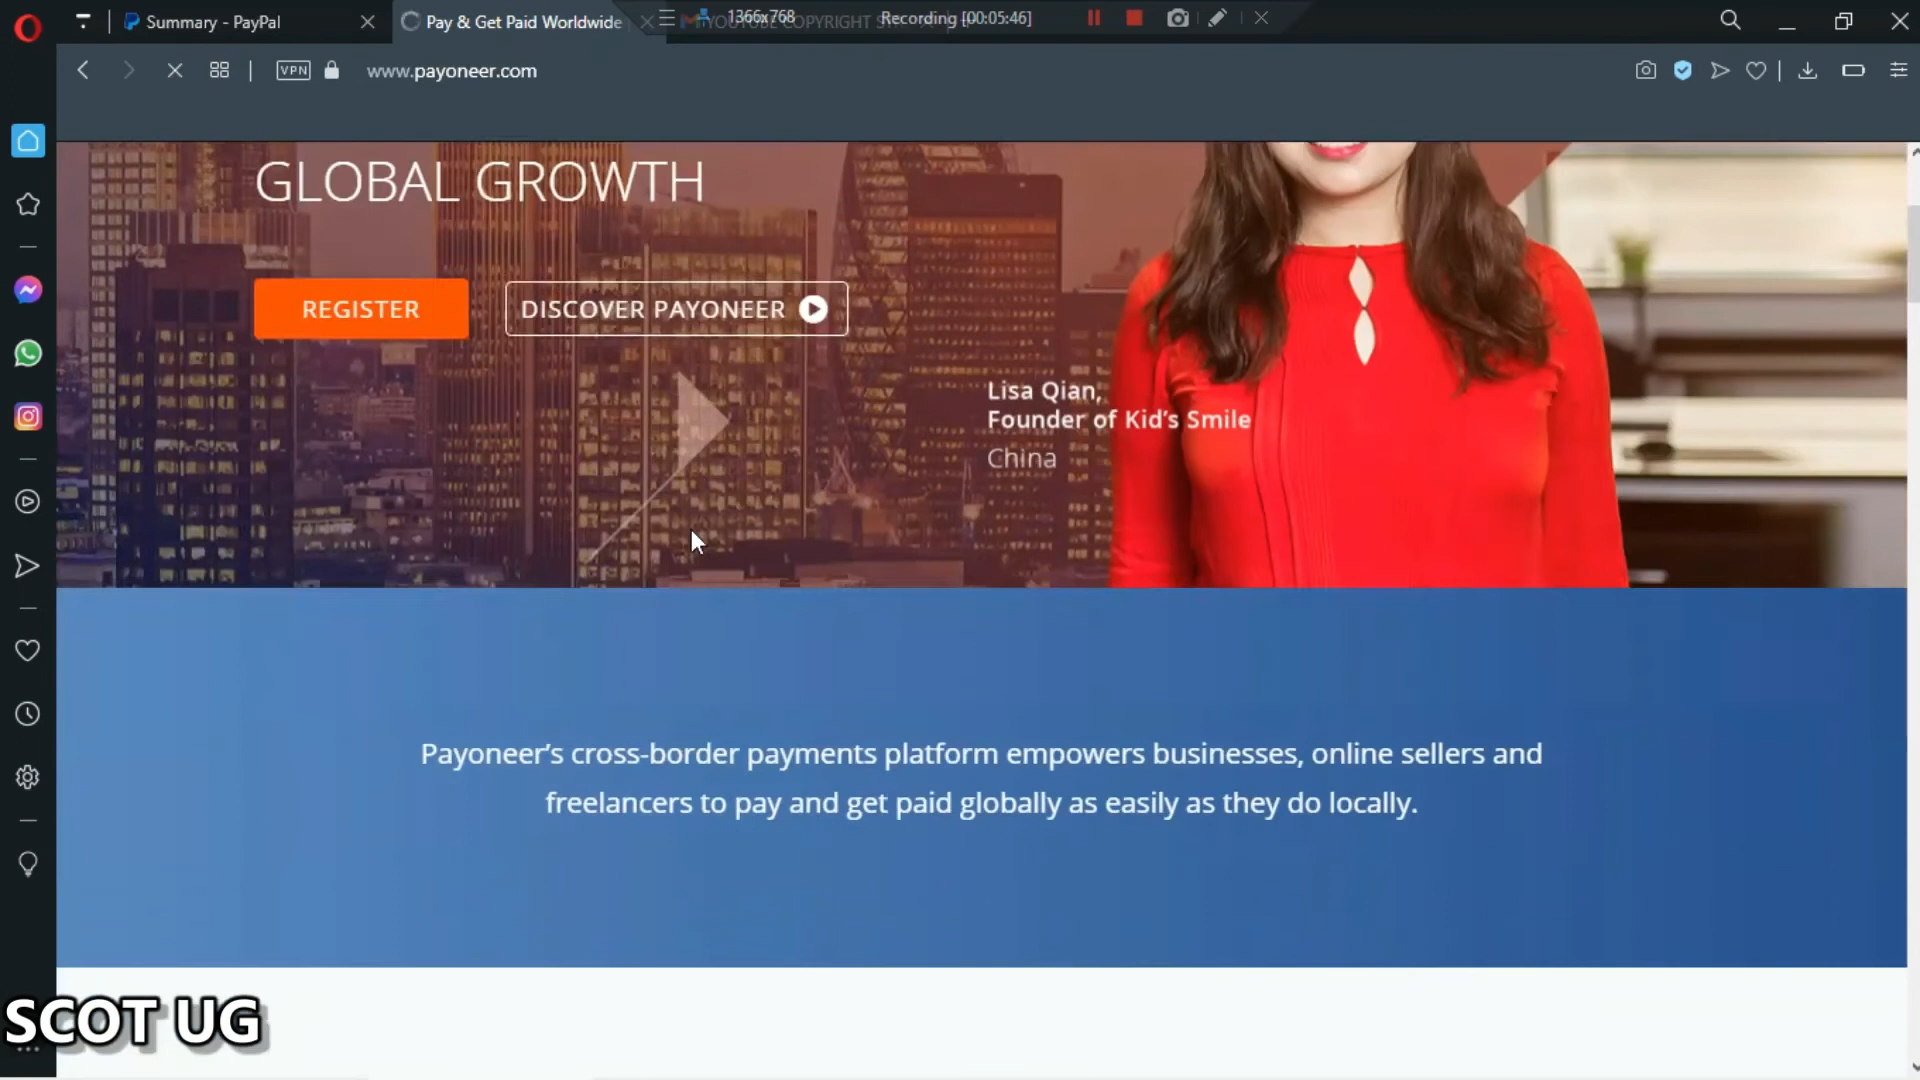 Summary - PayPal
Pay & Get Paid Worldwide
1366x768
Recording [00:05:46]
VPN
www.payoneer.com
GLOBAL GROWTH
REGISTER
DISCOVER PAYONEER
Lisa Qian,
Founder of Kid's Smile
China
Payoneer's cross-border payments platform empowers businesses, online sellers and
freelancers to pay and get paid globally as easily as they do locally.
SCOT UG